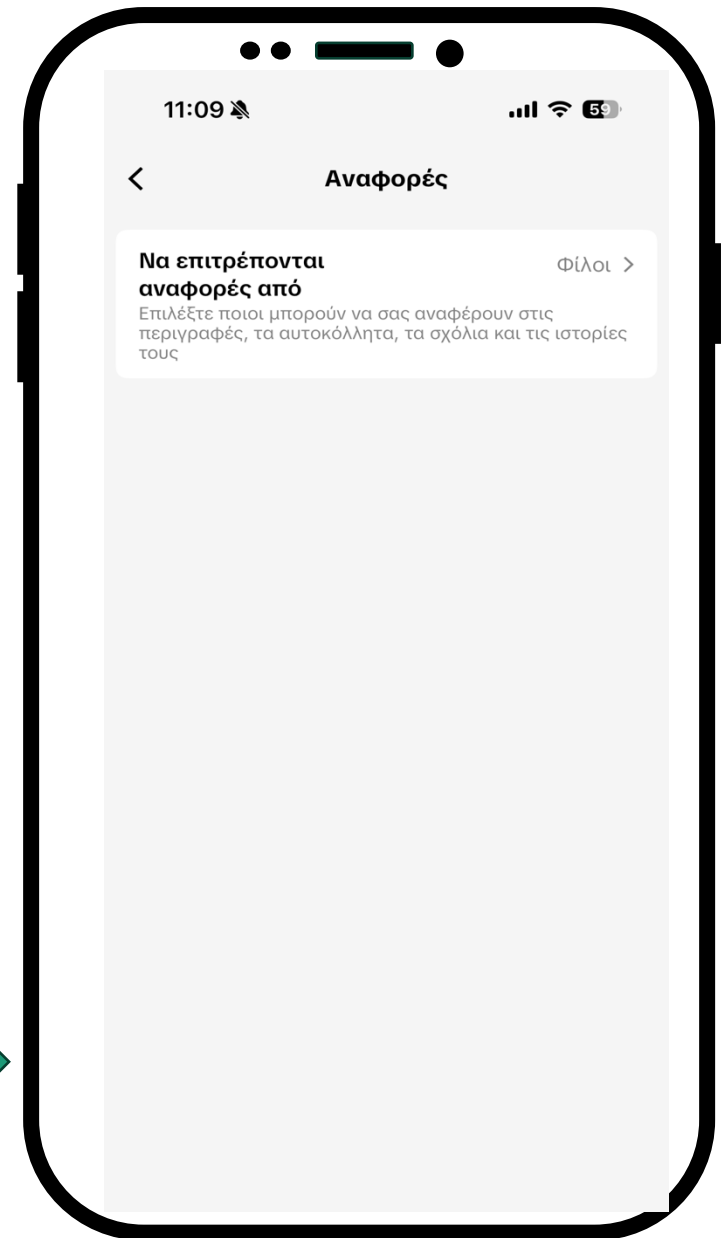 11:09
59
Αναφορές
Να επιτρέπονται
αναφορές από
Φίλοι
Επιλέξτε ποιοι μπορούν να σας αναφέρουν στις
περιγραφές, τα αυτοκόλλητα, τα σχόλια και τις ιστορίες
τους